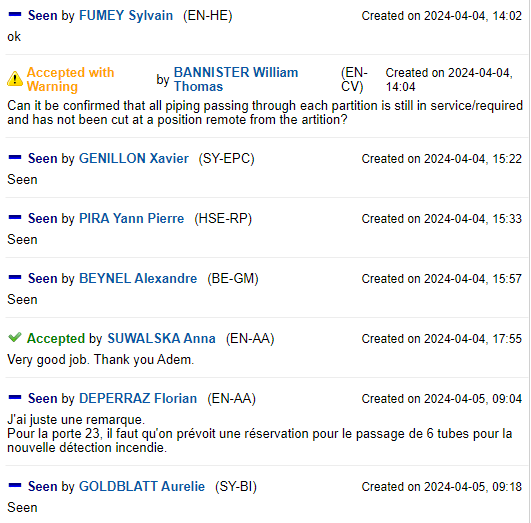 Seen by FUMEY Sylvain (EN-HE) Created on 2024-04-04, 14:02
ok
Accepted with Warning by BANNISTER William Thomas (EN-CV) Created on 2024-04-04, 14:04
Can it be confirmed that all piping passing through each partition is still in service/required
and has not been cut at a position remote from the artition?
Seen by GENILLON Xavier (SY-EPC) Created on 2024-04-04, 15:22
Seen
Seen by PIRA Yann Pierre (HSE-RP) Created on 2024-04-04, 15:33
Seen
Seen by BEYNEL Alexandre (BE-GM) Created on 2024-04-04, 15:57
Seen
Accepted by SUWALSKA Anna (EN-AA) Created on 2024-04-04, 17:55
Very good job. Thank you Adem.
Seen by DEPERRAZ Florian (EN-AA) Created on 2024-04-05, 09:04
J'ai juste une remarque.
Pour la porte 23, il faut qu'on prévoit une réservation pour le passage de 6 tubes pour la
nouvelle détection incendie.
Seen by GOLDBLATT Aurelie (SY-BI) Created on 2024-04-05, 09:18
Seen